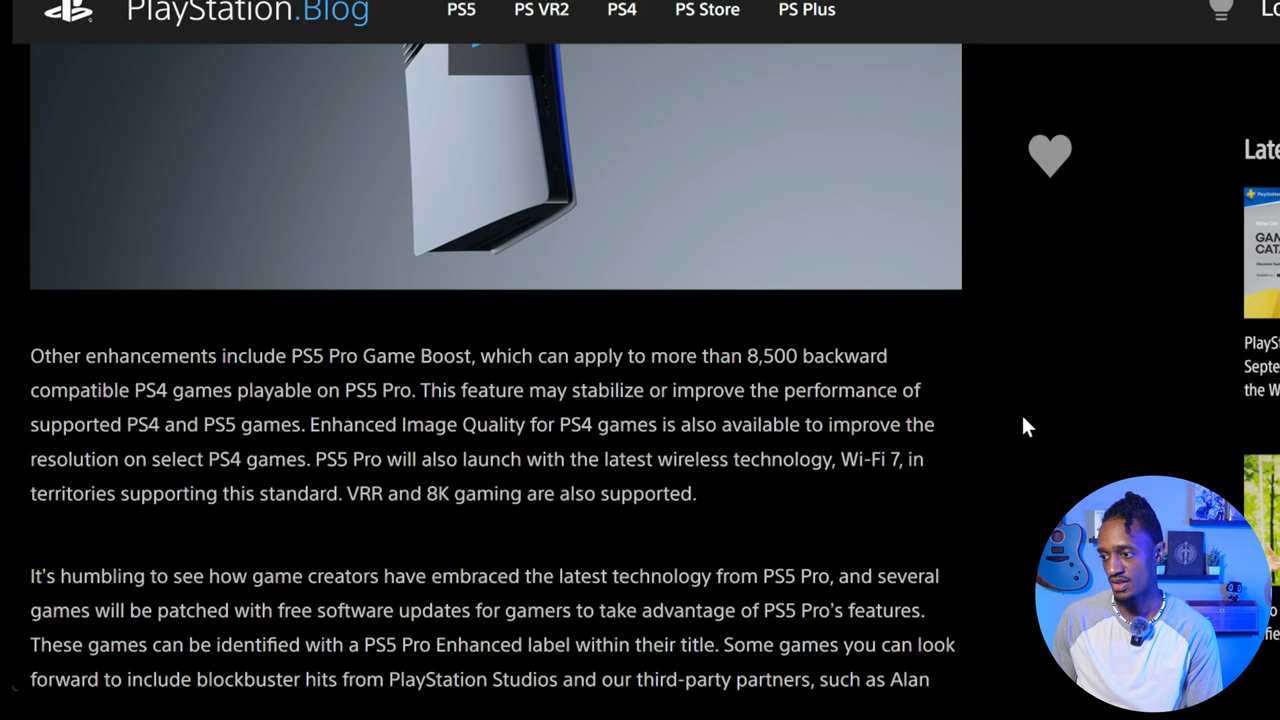 PlayStation.Blog
PS5 PS VR2 PS4 PS Store PS Plus
Other enhancements include PS5 Pro Game Boost, which can apply to more than 8,500 backward
compatible PS4 games playable on PS5 Pro. This feature may stabilize or improve the performance of
supported PS4 and PS5 games. Enhanced Image Quality for PS4 games is also available to improve the
resolution on select PS4 games. PS5 Pro will also launch with the latest wireless technology, Wi-Fi 7, in
territories supporting this standard. VRR and 8K gaming are also supported.
It’s humbling to see how game creators have embraced the latest technology from PS5 Pro, and several
games will be patched with free software updates for gamers to take advantage of PS5 Pro’s features.
These games can be identified with a PS5 Pro Enhanced label within their title. Some games you can look
forward to include blockbuster hits from PlayStation Studios and our third-party partners, such as Alan
Late
PlaySt
Septe
the W